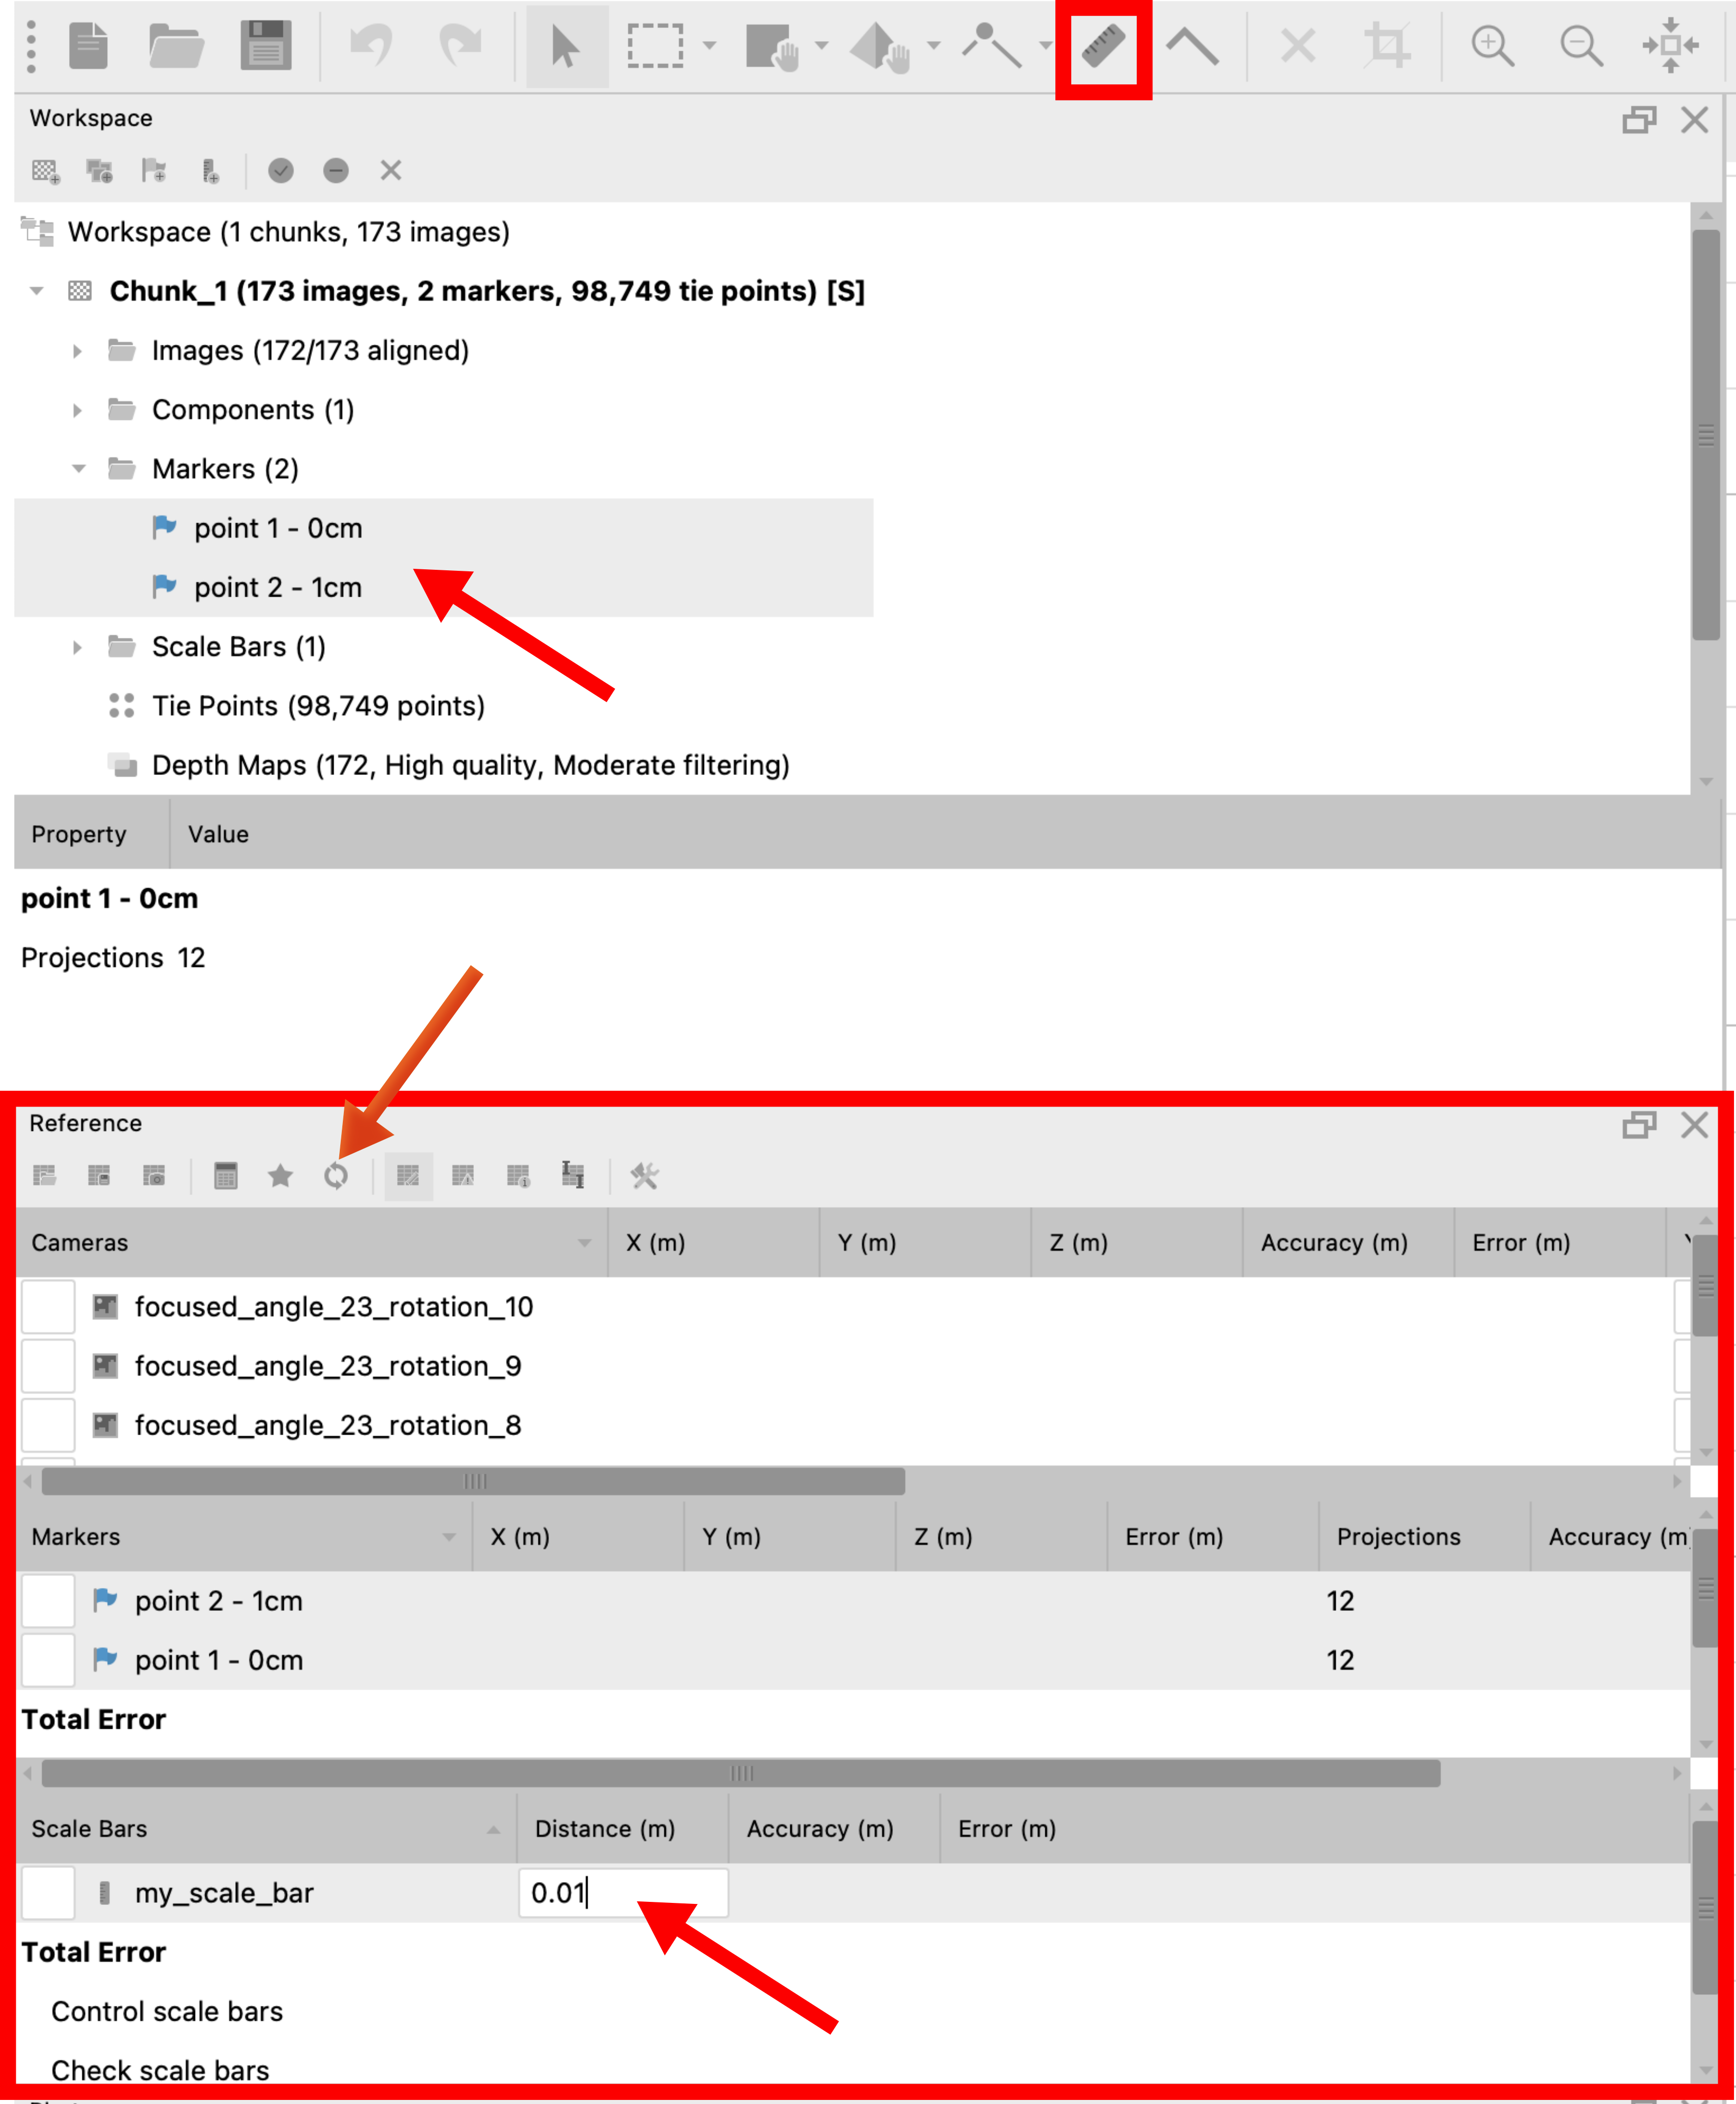 Workspace
Workspace (1 chunks, 173 images)
Chunk_1 (173 images, 2 markers, 98,749 tie points) [S]
Images (172/173 aligned)
Components (1)
Markers (2)
point 1 - 0cm
point 2 - 1cm
Scale Bars (1)
Tie Points (98,749 points)
Depth Maps (172, High quality, Moderate filtering)
Property Value
point 1 - 0cm
Projections 12
Reference
Cameras X (m) Y (m) Z (m) Accuracy (m) Error (m)
focused_angle_23_rotation_10
focused_angle_23_rotation_9
focused_angle_23_rotation_8
Markers X (m) Y (m) Z (m) Error (m) Projections Accuracy (m
point 2 - 1cm 12
point 1 - 0cm 12
Total Error
Scale Bars Distance (m) Accuracy (m) Error (m)
my_scale_bar 0.01
Total Error
Control scale bars
Check scale bars